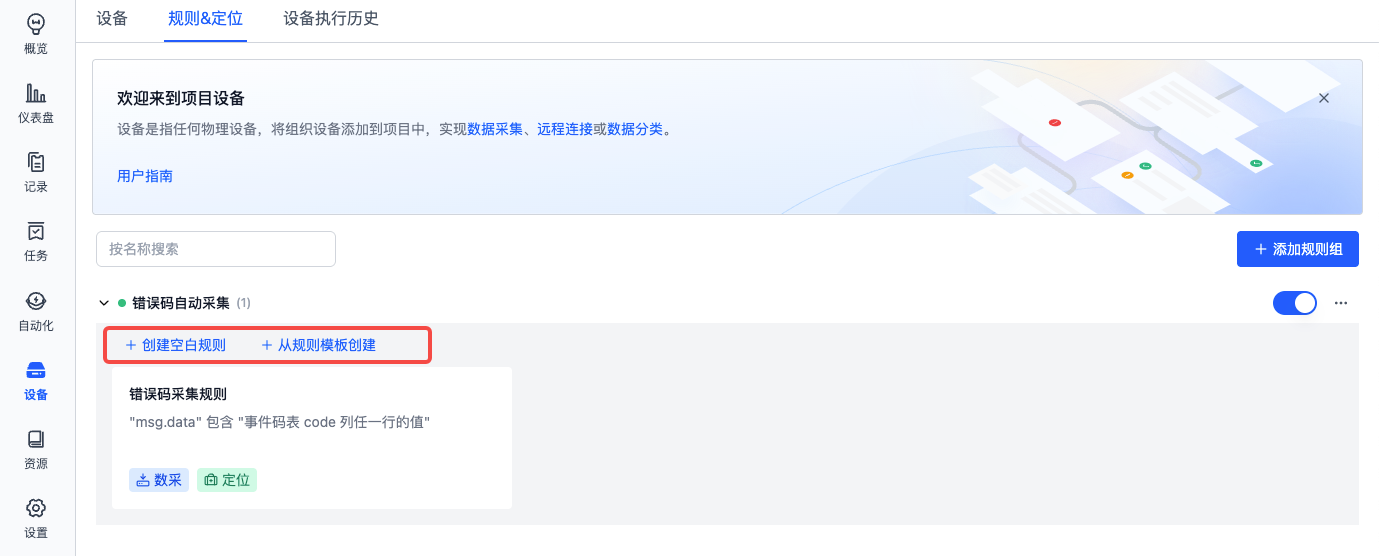 设备 规则&定位 设备执行历史
概览
仪表盘
记录
任务
自动化
设备
资源
设置
欢迎来到项目设备
设备是指任何物理设备，将组织设备添加到项目中，实现数据采集、远程连接或数据分类。
用户指南
按名称搜索
+ 添加规则组
错误码自动采集 (1)
+ 创建空白规则 + 从规则模板创建
错误码采集规则
"msg.data" 包含 "事件码表 code 列任一行的值"
数采 定位